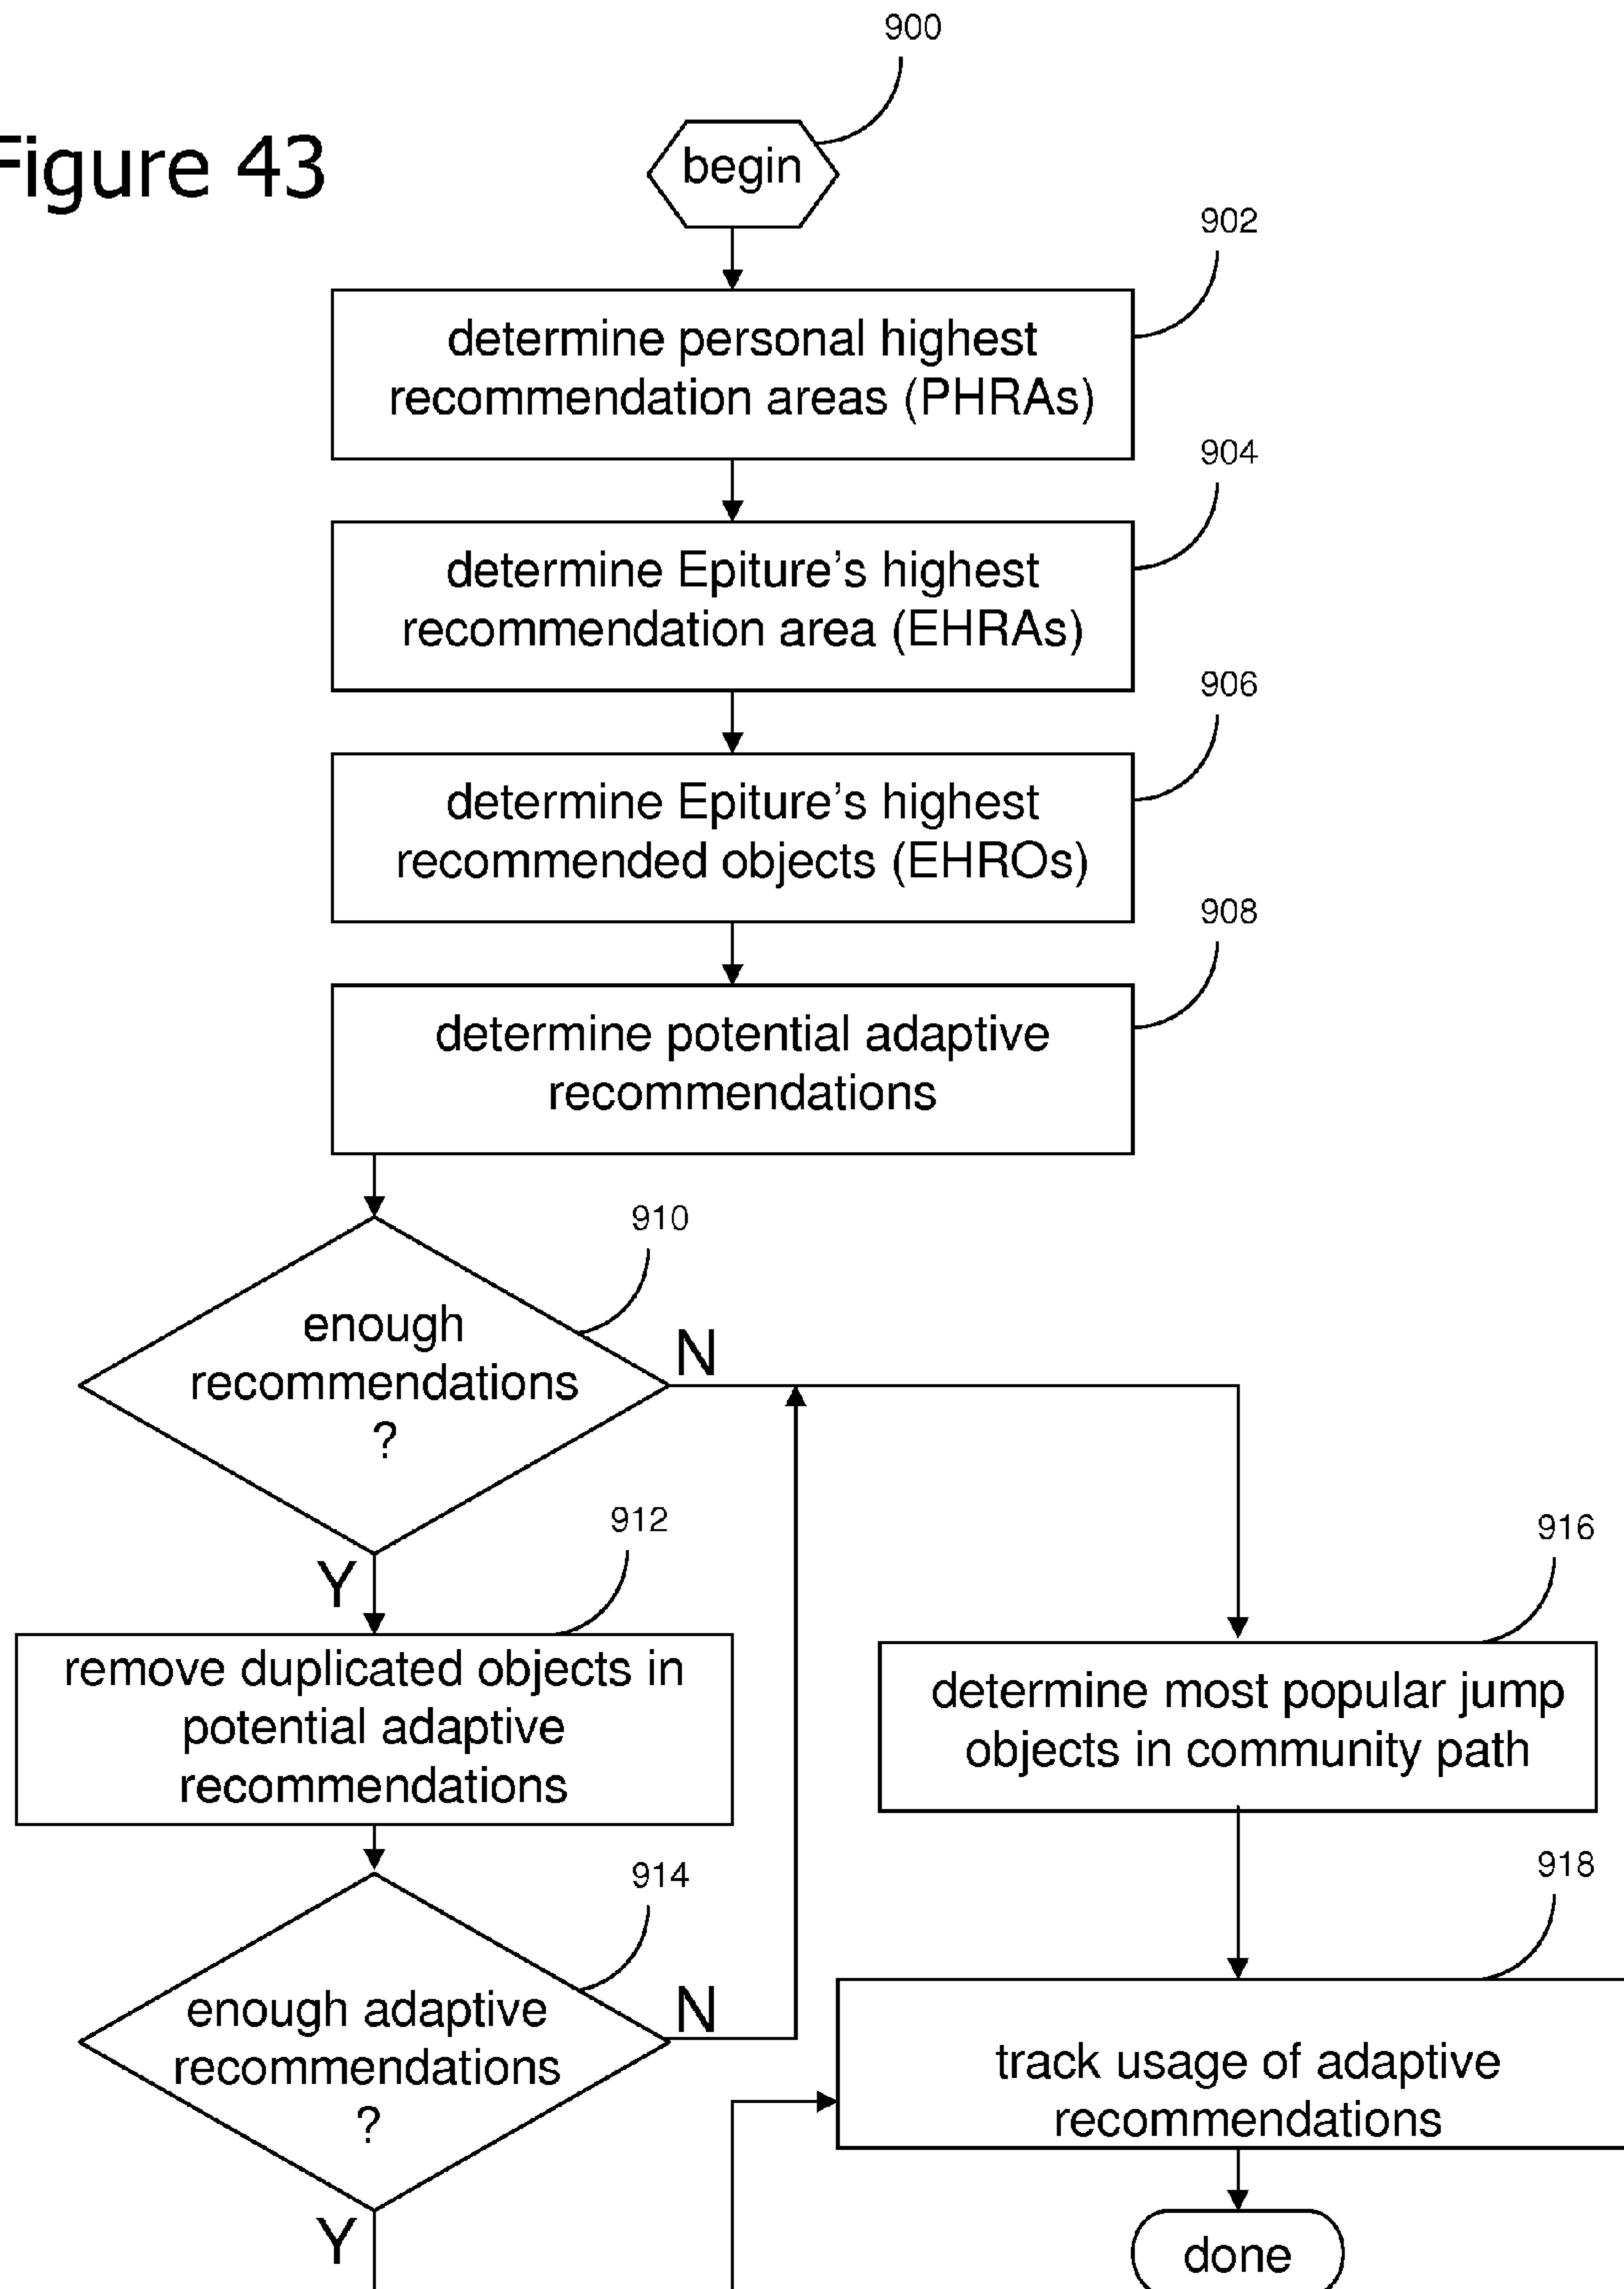 900
Figure 43
begin
902
determine personal highest
recommendation areas (PHRAs)
904
determine Epiture's highest
recommendation area (EHRAs)
906
determine Epiture's highest
recommended objects (EHROs)
908
determine potential adaptive
recommendations
910
enough
recommendations
?
N
Y
912
remove duplicated objects in
potential adaptive
recommendations
916
determine most popular jump
objects in community path
914
enough adaptive
recommendations
?
N
Y
918
track usage of adaptive
recommendations
done